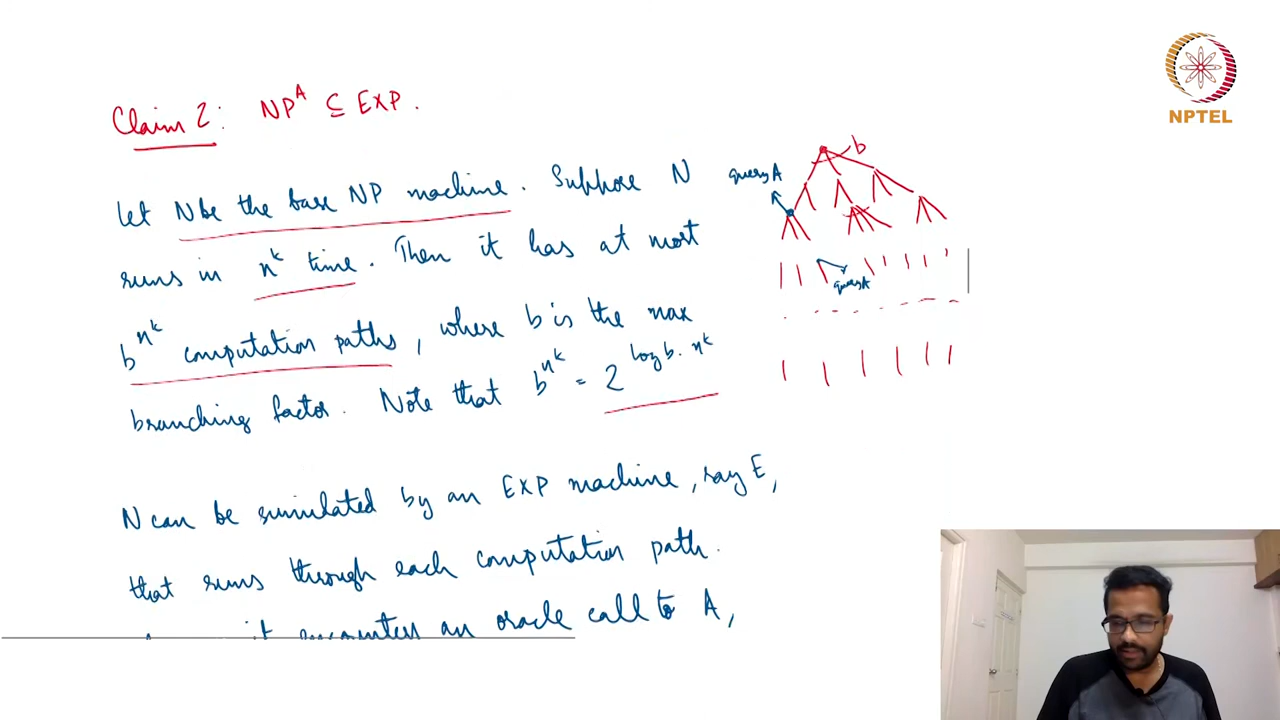 Claim 2: NP^A ⊆ EXP.
Let N be the base NP machine. Suppose N
runs in n^k time. Then it has at most
b^{n^k} computation paths, where b is the max
branching factor. Note that b^{n^k} = 2^{log b · n^k}
N can be simulated by an EXP machine, say E,
that runs through each computation path.
it encounters an oracle call to A,
b
query A
query A
NPTEL